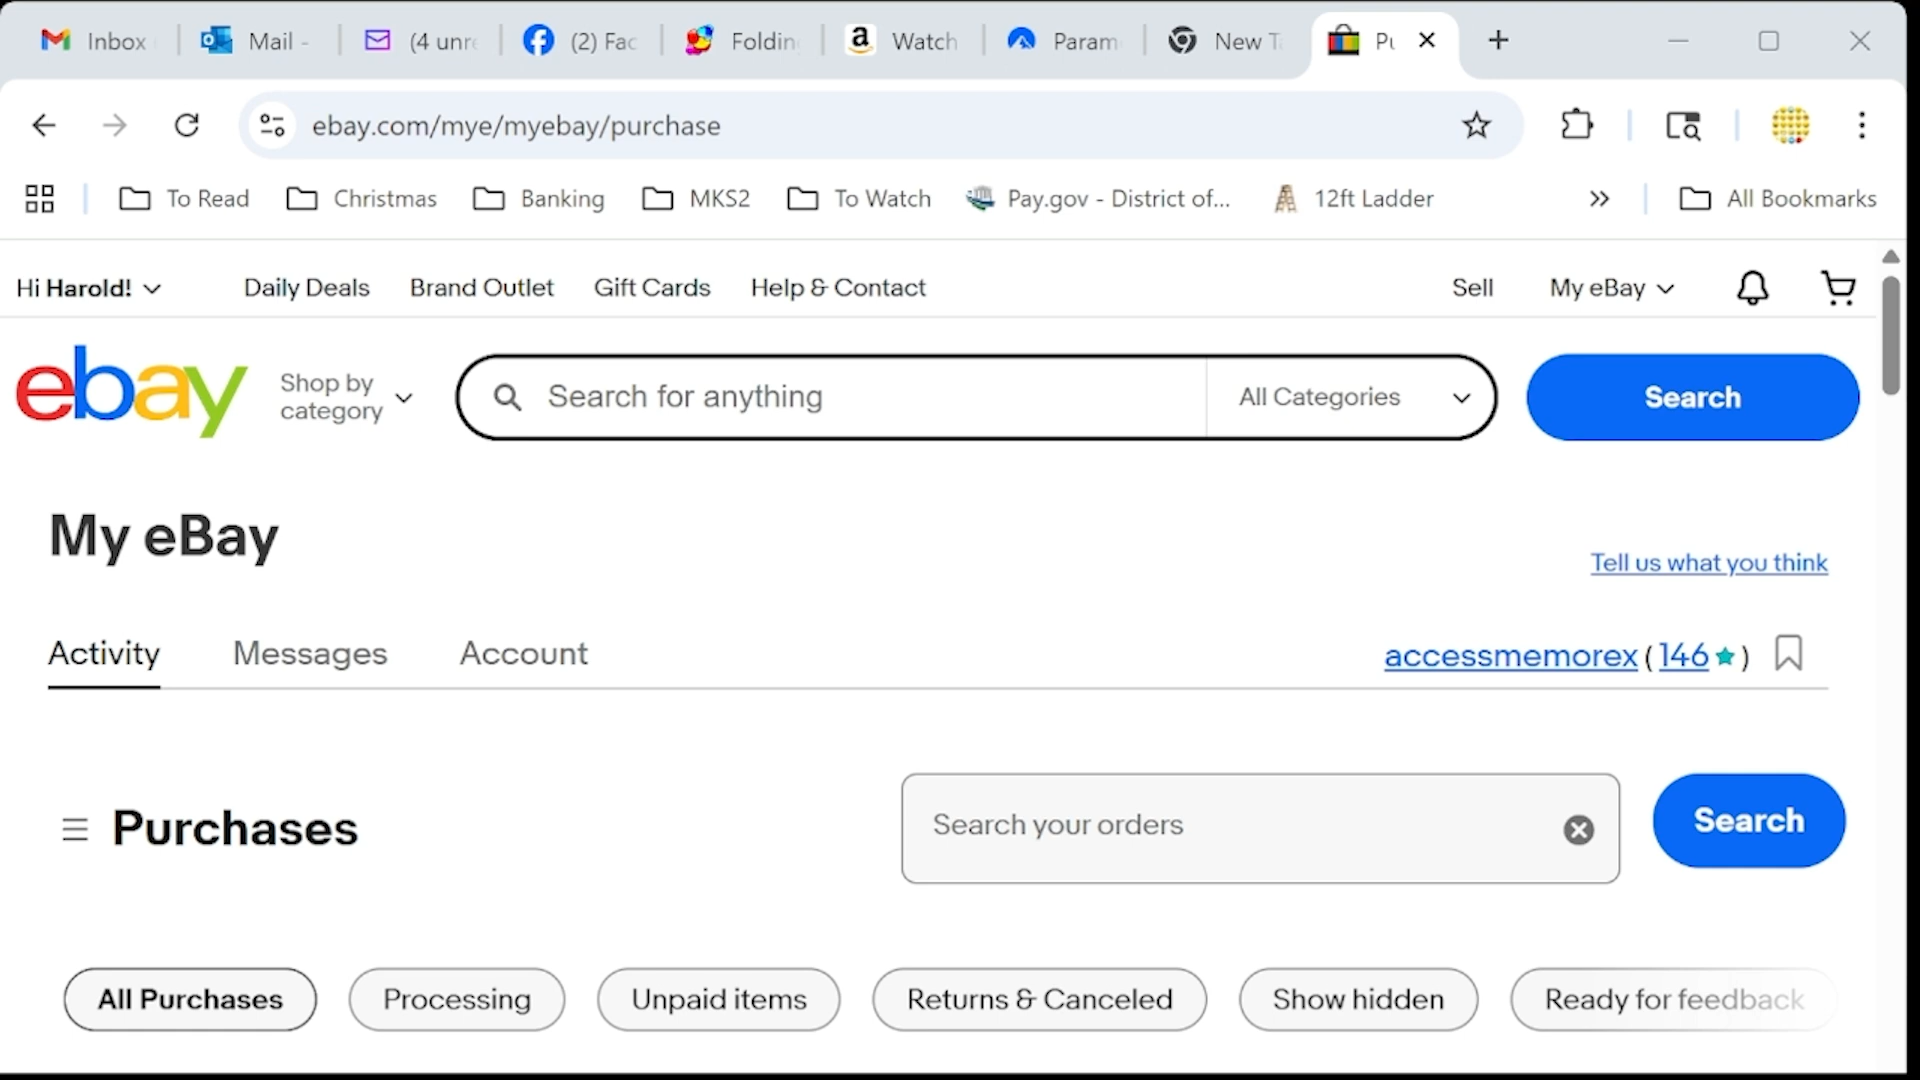 Inbox Mail - (4 unre (2) Fac Folding Watch Param New Ta Pu
ebay.com/mye/myebay/purchase
To Read Christmas Banking MKS2 To Watch Pay.gov - District of... 12ft Ladder All Bookmarks
Hi Harold! Daily Deals Brand Outlet Gift Cards Help & Contact Sell My eBay
ebay Shop by category Search for anything All Categories Search
My eBay
Tell us what you think
Activity Messages Account accessmemorex (146)
Purchases Search your orders Search
All Purchases Processing Unpaid items Returns & Canceled Show hidden Ready for feedback